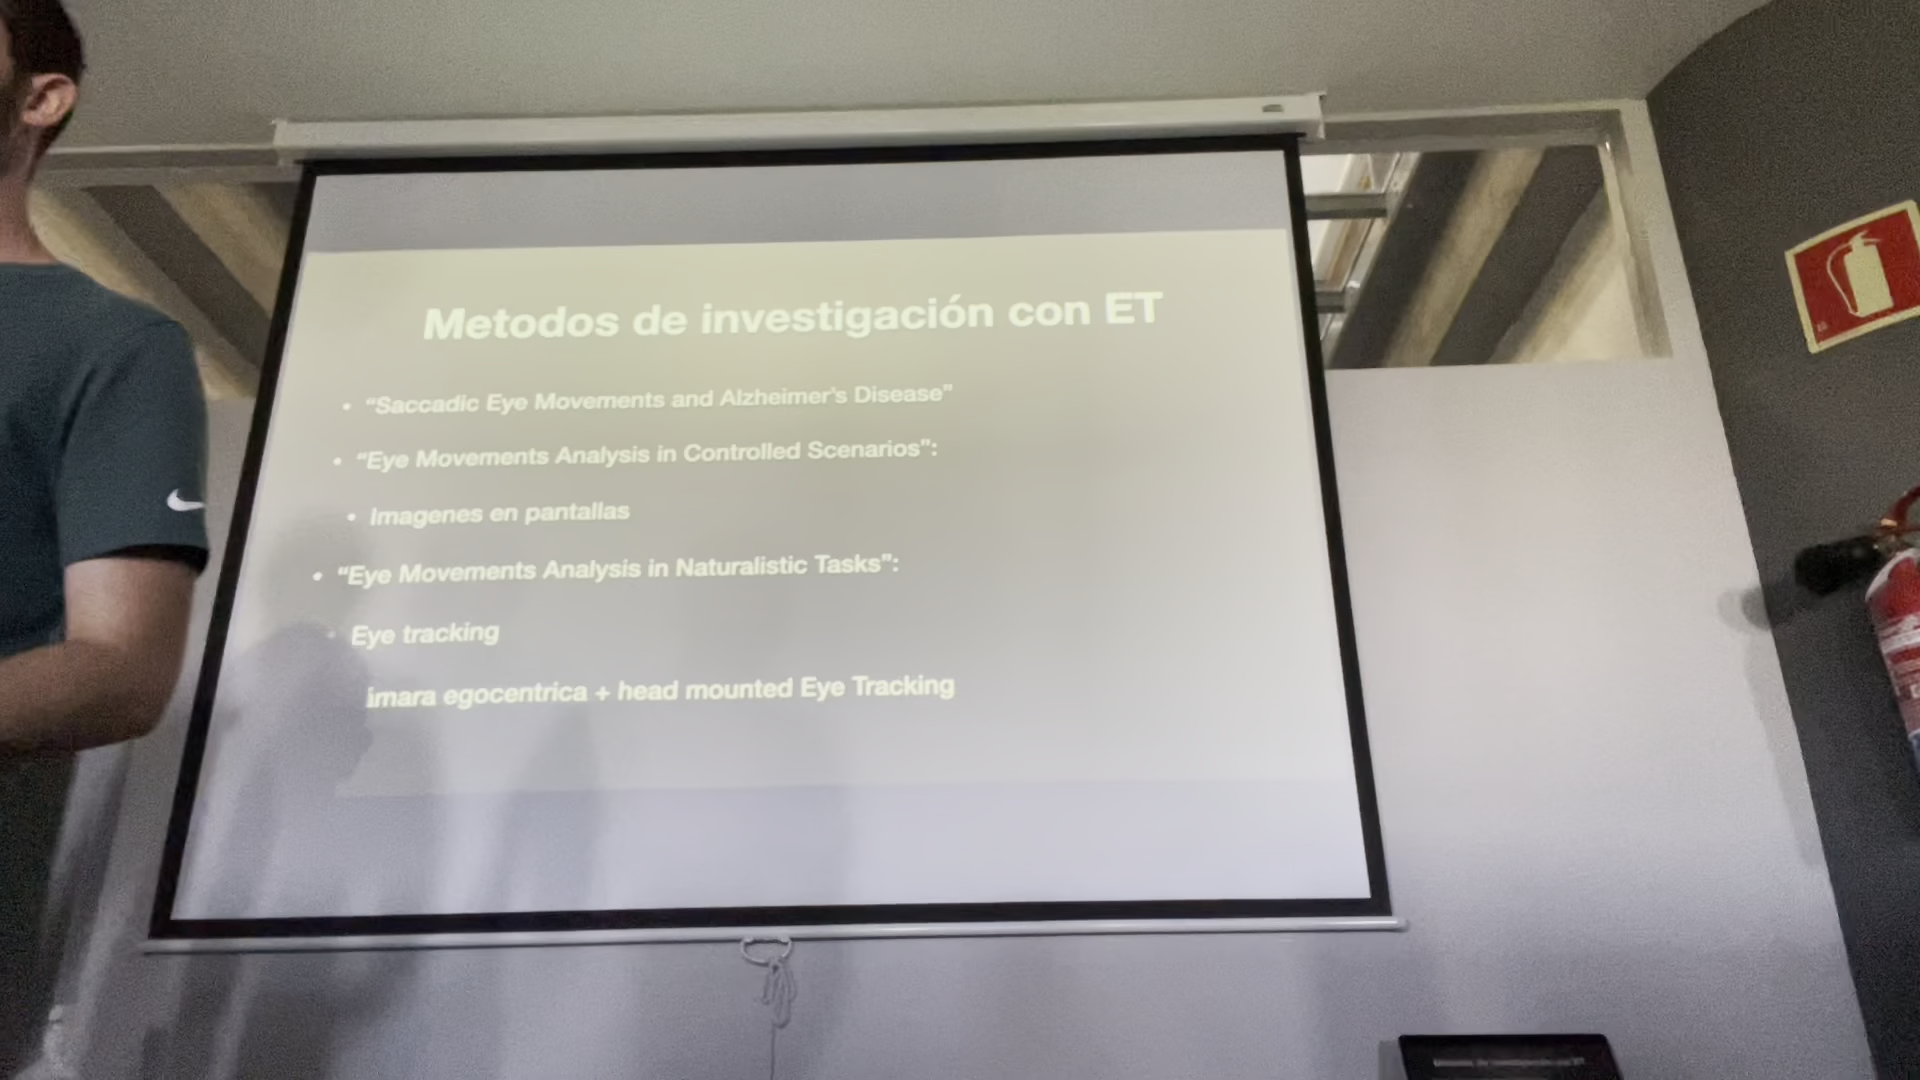 Metodos de investigación con ET
• “Saccadic Eye Movements and Alzheimer’s Disease”
• “Eye Movements Analysis in Controlled Scenarios”:
• Imagenes en pantallas
• “Eye Movements Analysis in Naturalistic Tasks”:
• Eye tracking
ámara egocentrica + head mounted Eye Tracking